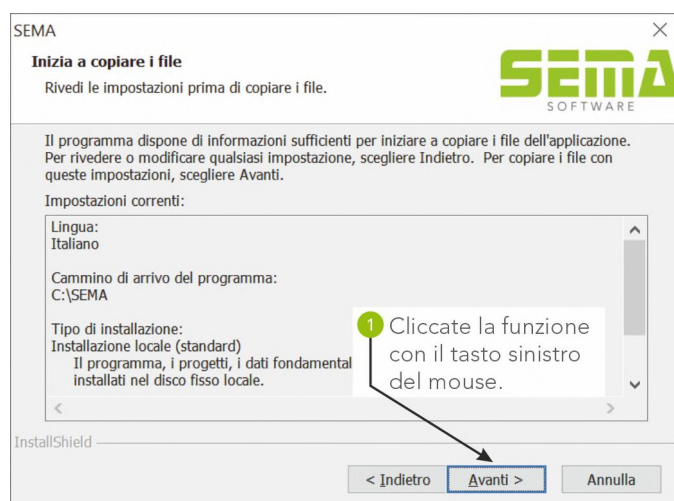 SEMA
Inizia a copiare i file
Rivedi le impostazioni prima di copiare i file.
SEMA
SOFTWARE
Il programma dispone di informazioni sufficienti per iniziare a copiare i file dell'applicazione.
Per rivedere o modificare qualsiasi impostazione, scegliere Indietro. Per copiare i file con
queste impostazioni, scegliere Avanti.
Impostazioni correnti:
Lingua:
Italiano
Cammino di arrivo del programma:
C:\SEMA
Tipo di installazione:
Installazione locale (standard)
Il programma, i progetti, i dati fondamental
installati nel disco fisso locale.
1 Cliccate la funzione
con il tasto sinistro
del mouse.
InstallShield
< Indietro
Avanti >
Annulla